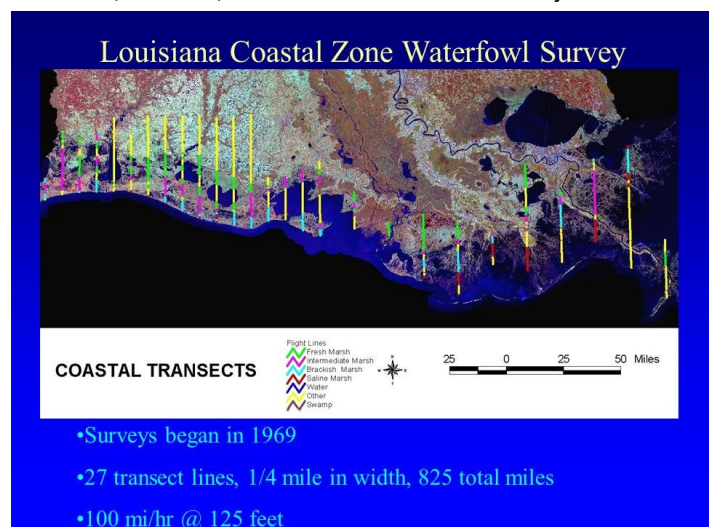 Louisiana Coastal Zone Waterfowl Survey
COASTAL TRANSECTS
Flight Lines
Fresh Marsh
Intermediate Marsh
Brackish Marsh
Saline Marsh
Water
Other
Swamp
N
W
E
S
25 0 25 50 Miles
•Surveys began in 1969
•27 transect lines, 1/4 mile in width, 825 total miles
•100 mi/hr @ 125 feet